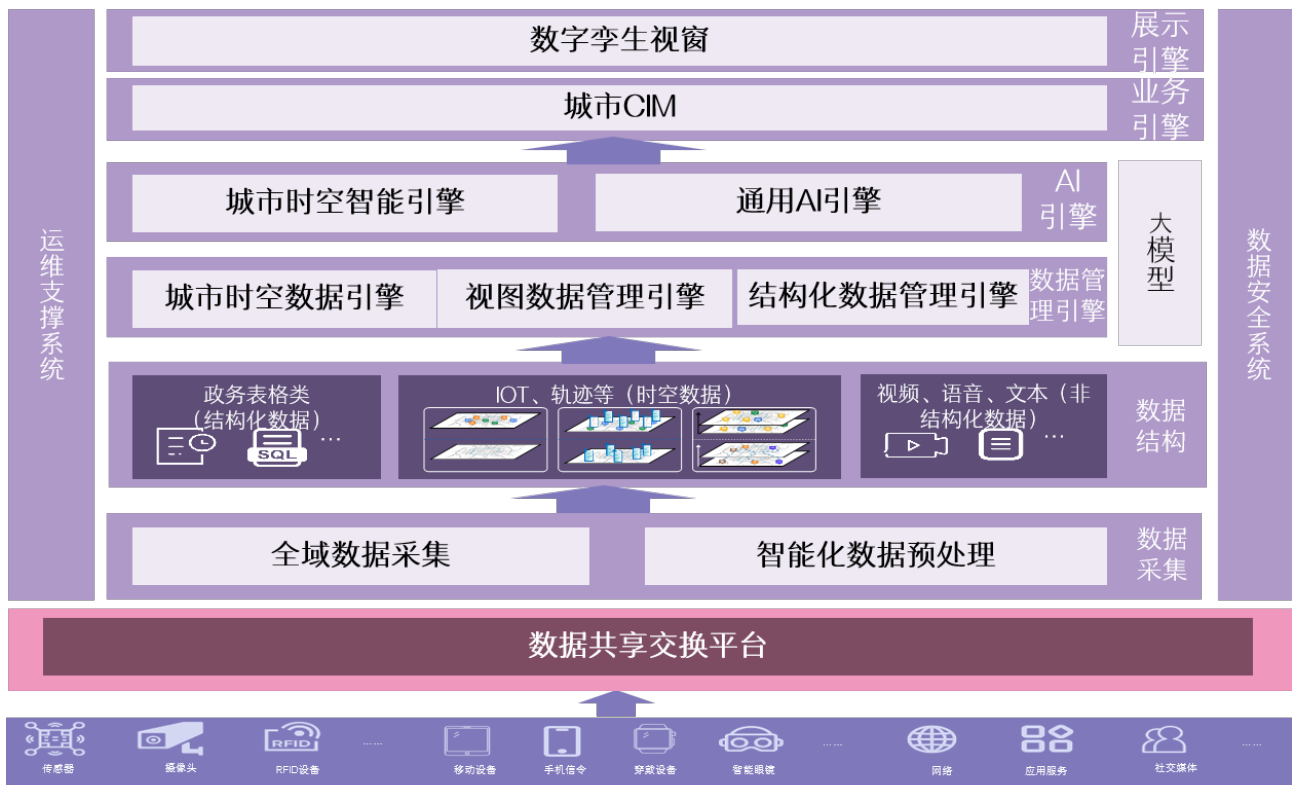 数字孪生视窗
展示
引擎
城市CIM
业务
引擎
城市时空智能引擎
通用AI引擎
AI
引擎
大
模
型
运
维
支
撑
系
统
数
据
安
全
系
统
城市时空数据引擎
视图数据管理引擎
结构化数据管理引擎
数据管
理引擎
政务表格类
（结构化数据）
SQL
...
IOT、轨迹等（时空数据）
视频、语音、文本（非
结构化数据）
...
数据
结构
全域数据采集
智能化数据预处理
数据
采集
数据共享交换平台
RFID
传感器
摄像头
RFID设备
……
移动设备
手机信令
穿戴设备
智能眼镜
……
网络
应用服务
社交媒体
……